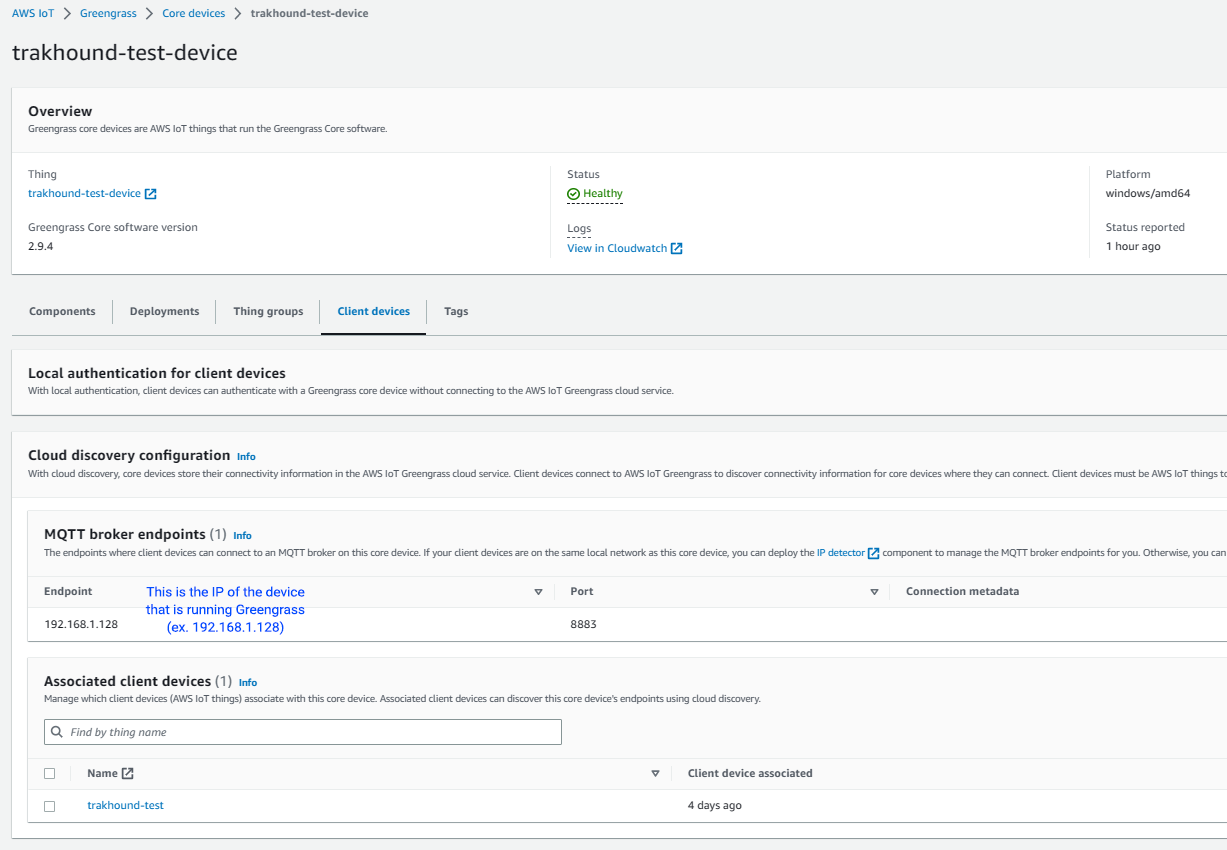 AWS IoT > Greengrass > Core devices > trakhound-test-device
trakhound-test-device
Overview
Greengrass core devices are AWS IoT things that run the Greengrass Core software.
Thing
trakhound-test-device
Status
Healthy
Platform
windows/amd64
Greengrass Core software version
2.9.4
Logs
View in Cloudwatch
Status reported
1 hour ago
Components Deployments Thing groups Client devices Tags
Local authentication for client devices
With local authentication, client devices can authenticate with a Greengrass core device without connecting to the AWS IoT Greengrass cloud service.
Cloud discovery configuration Info
With cloud discovery, core devices store their connectivity information in the AWS IoT Greengrass cloud service. Client devices connect to AWS IoT Greengrass to discover connectivity information for core devices where they can connect. Client devices must be AWS IoT things to
MQTT broker endpoints (1) Info
The endpoints where client devices can connect to an MQTT broker on this core device. If your client devices are on the same local network as this core device, you can deploy the IP detector component to manage the MQTT broker endpoints for you. Otherwise, you can
Endpoint Port Connection metadata
This is the IP of the device
that is running Greengrass
(ex. 192.168.1.128)
192.168.1.128 8883
Associated client devices (1) Info
Manage which client devices (AWS IoT things) associate with this core device. Associated client devices can discover this core device's endpoints using cloud discovery.
Find by thing name
Name Client device associated
trakhound-test 4 days ago